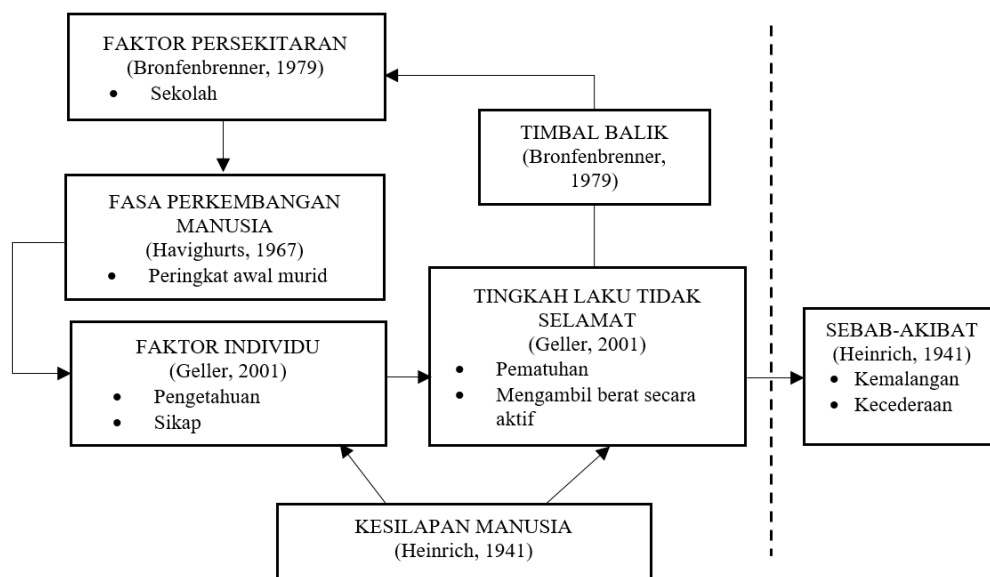 FAKTOR PERSEKITARAN
(Bronfenbrenner, 1979)
• Sekolah
TIMBAL BALIK
(Bronfenbrenner,
1979)
FASA PERKEMBANGAN
MANUSIA
(Havighurts, 1967)
• Peringkat awal murid
FAKTOR INDIVIDU
(Geller, 2001)
• Pengetahuan
• Sikap
TINGKAH LAKU TIDAK
SELAMAT
(Geller, 2001)
• Pematuhan
• Mengambil berat secara
aktif
SEBAB-AKIBAT
(Heinrich, 1941)
• Kemalangan
• Kecederaan
KESILAPAN MANUSIA
(Heinrich, 1941)